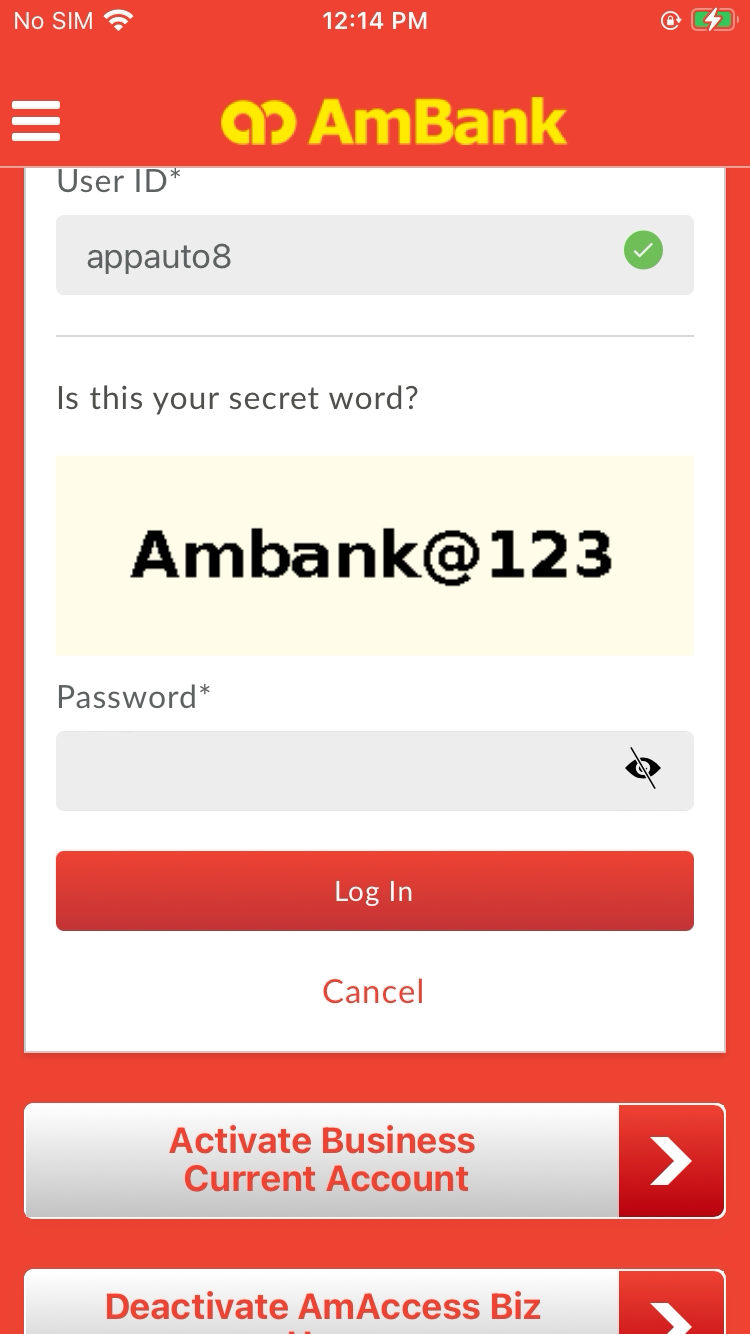 No SIM 12:14 PM
AmBank
User ID*
appauto8
Is this your secret word?
Ambank@123
Password*
Log In
Cancel
Activate Business
Current Account
Deactivate AmAccess Biz